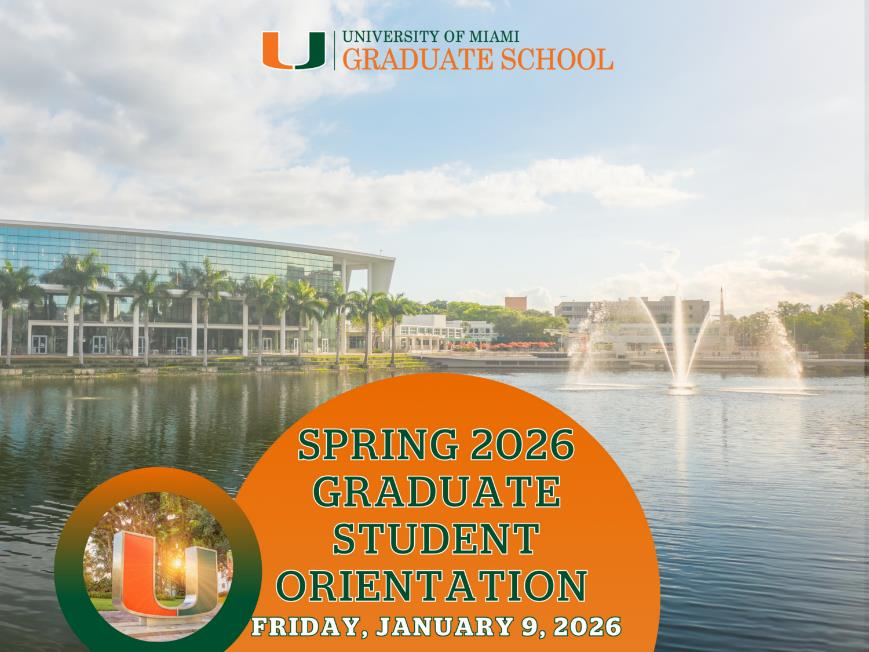 UNIVERSITY OF MIAMI
GRADUATE SCHOOL
SPRING 2026
GRADUATE
STUDENT
ORIENTATION
FRIDAY, JANUARY 9, 2026